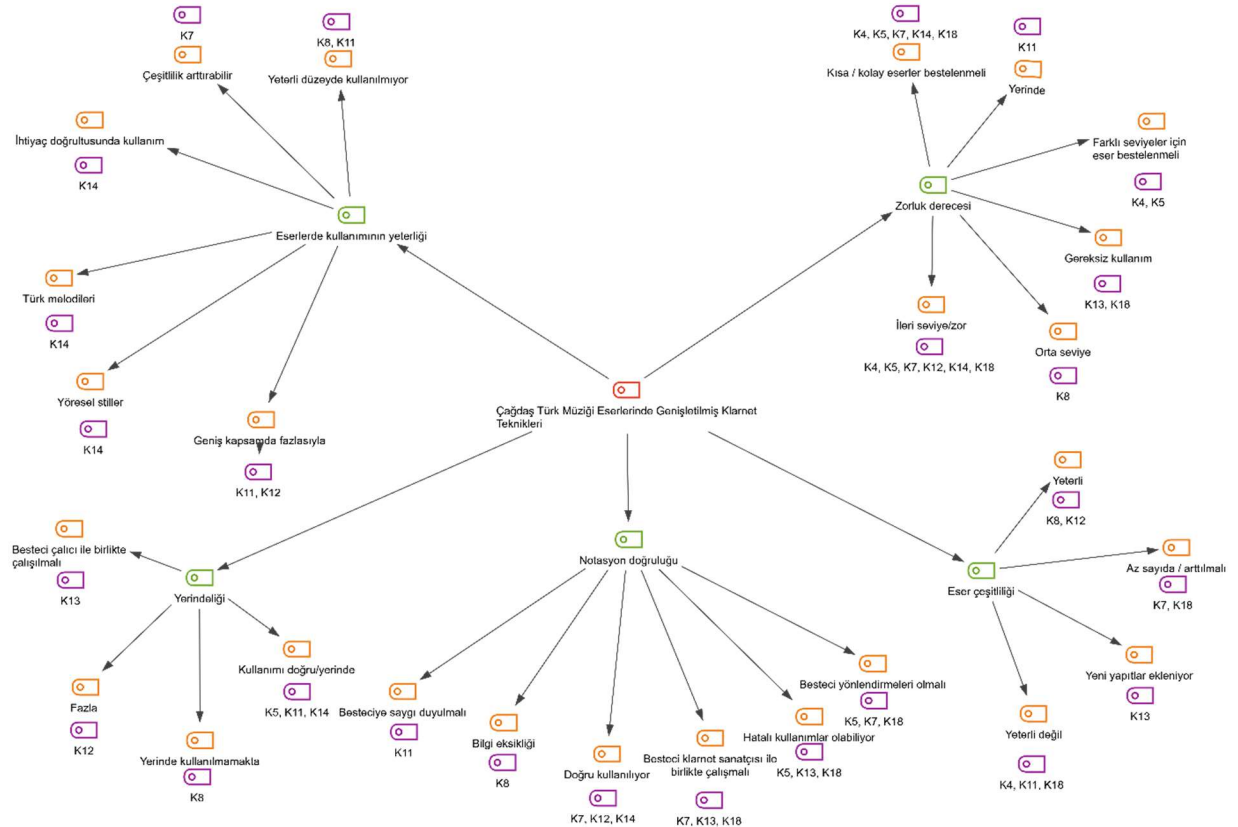 K7
Çeşitlilik arttırabilir
K8, K11
Yeterli düzeyde kullanılmıyor
İhtiyaç doğrultusunda kullanım
K14
Eserlerde kullanımının yeterliği
Türk melodileri
K14
Yöresel stiller
K14
Geniş kapsamda fazlasıyla
K11, K12
K4, K5, K7, K14, K18
Kısa / kolay eserler bestelenmeli
K11
Yerinde
Farklı seviyeler için
eser bestelenmeli
K4, K5
Zorluk derecesi
Gereksiz kullanım
K13, K18
İleri seviye/zor
K4, K5, K7, K12, K14, K18
Orta seviye
K8
Çağdaş Türk Müziği Eserlerinde Genişletilmiş Klarnet
Teknikleri
Besteci çalıcı ile birlikte
çalışılmalı
K13
Yerindeliği
Kullanımı doğru/yerinde
K5, K11, K14
Fazla
K12
Yerinde kullanılmamakta
K8
Notasyon doğruluğu
Besteciye saygı duyulmalı
K11
Bilgi eksikliği
K8
Doğru kullanılıyor
K7, K12, K14
Besteci klarnet sanatçısı ile
birlikte çalışmalı
K7, K13, K18
Hatalı kullanımlar olabiliyor
K5, K13, K18
Besteci yönlendirmeleri olmalı
K5, K7, K18
Yeterli
K8, K12
Az sayıda / arttılmalı
K7, K18
Eser çeşitliliği
Yeni yapıtlar ekleniyor
K13
Yeterli değil
K4, K11, K18